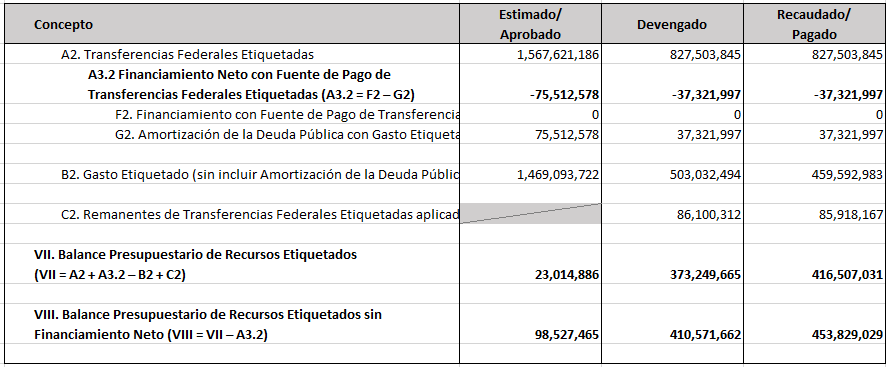 Concepto Estimado/ Aprobado Devengado Recaudado/ Pagado
A2. Transferencias Federales Etiquetadas 1,567,621,186 827,503,845 827,503,845
A3.2 Financiamiento Neto con Fuente de Pago de
Transferencias Federales Etiquetadas (A3.2 = F2 – G2) -75,512,578 -37,321,997 -37,321,997
F2. Financiamiento con Fuente de Pago de Transferencia 0 0 0
G2. Amortización de la Deuda Pública con Gasto Etiqueta 75,512,578 37,321,997 37,321,997
B2. Gasto Etiquetado (sin incluir Amortización de la Deuda Públic 1,469,093,722 503,032,494 459,592,983
C2. Remanentes de Transferencias Federales Etiquetadas aplicad 86,100,312 85,918,167
VII. Balance Presupuestario de Recursos Etiquetados
(VII = A2 + A3.2 – B2 + C2) 23,014,886 373,249,665 416,507,031
VIII. Balance Presupuestario de Recursos Etiquetados sin
Financiamiento Neto (VIII = VII – A3.2) 98,527,465 410,571,662 453,829,029